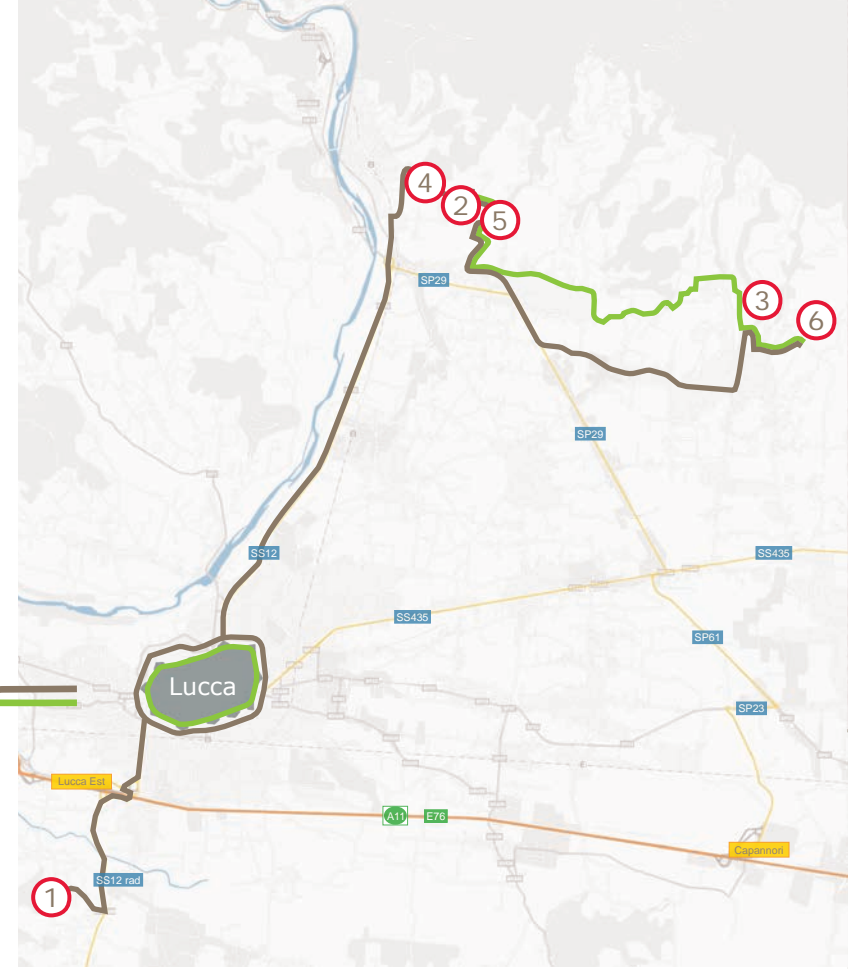 4
2
5
SP29
3
6
SP29
SS12
SS435
SS435
SP61
Lucca
SP23
Lucca Est
A11
E76
Capannori
SS12 rad
1